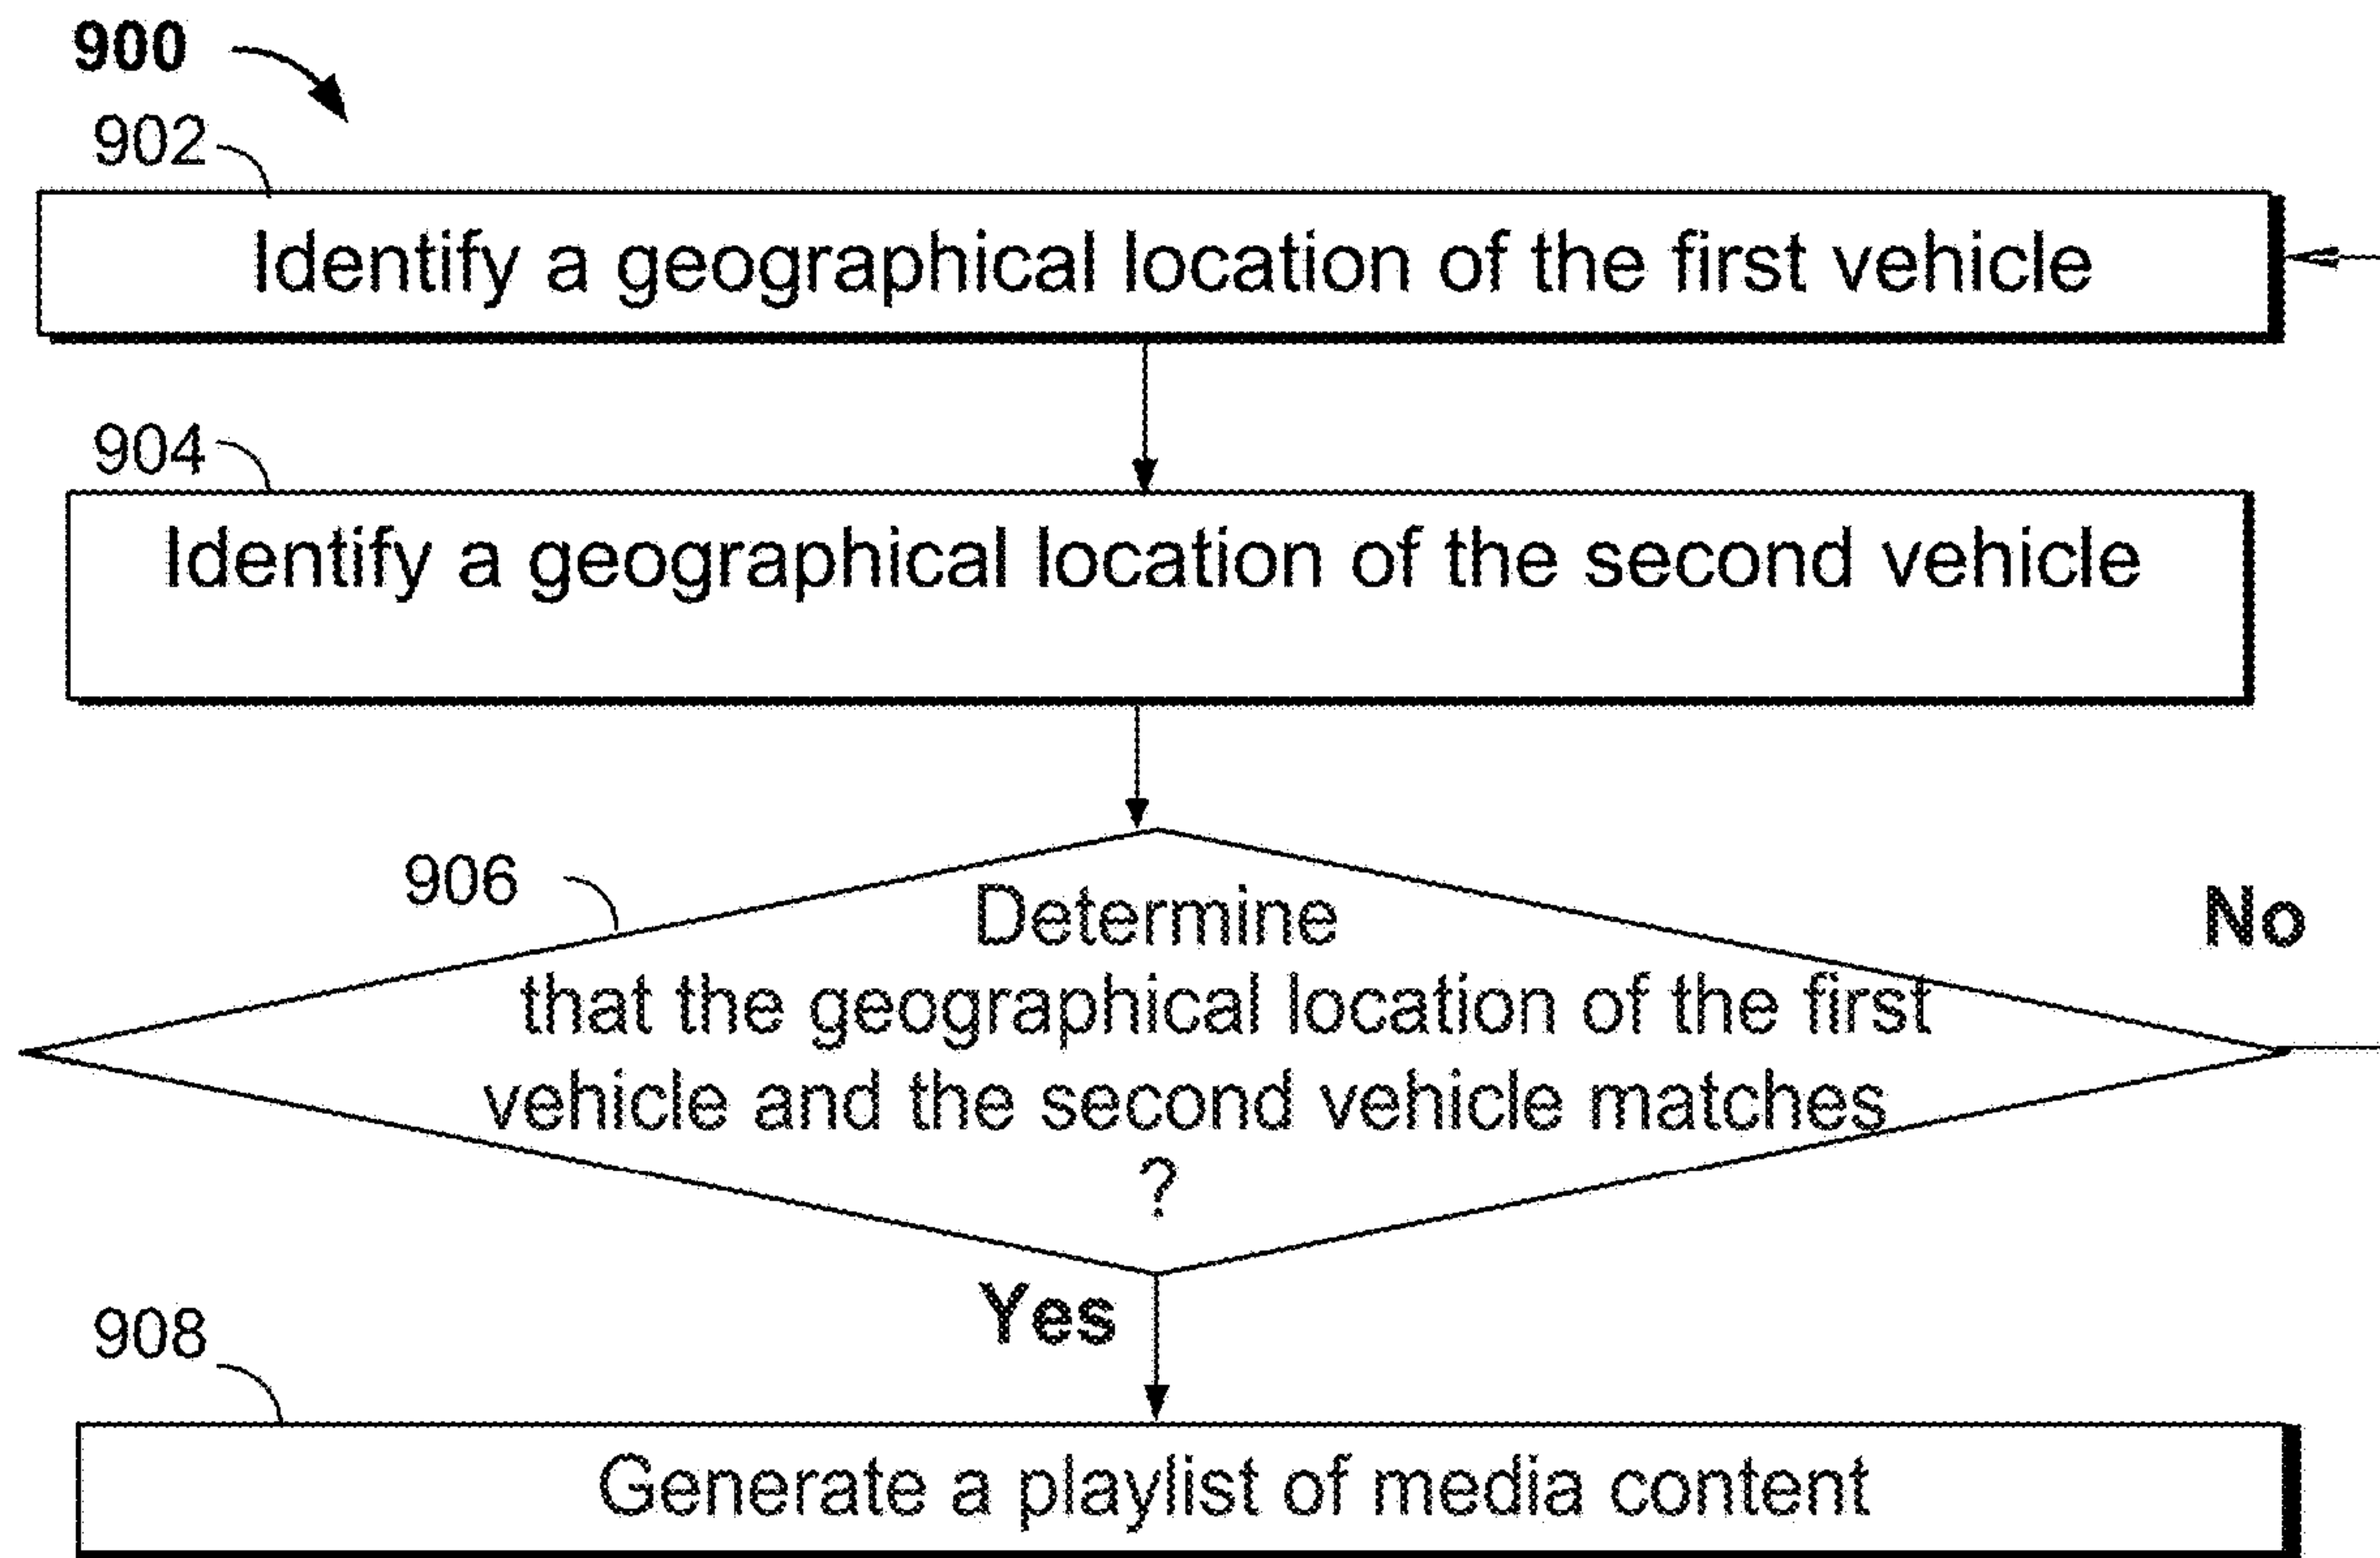 900
902
Identify a geographical location of the first vehicle
904
Identify a geographical location of the second vehicle
906
Determine
that the geographical location of the first
vehicle and the second vehicle matches
?
No
Yes
908
Generate a playlist of media content